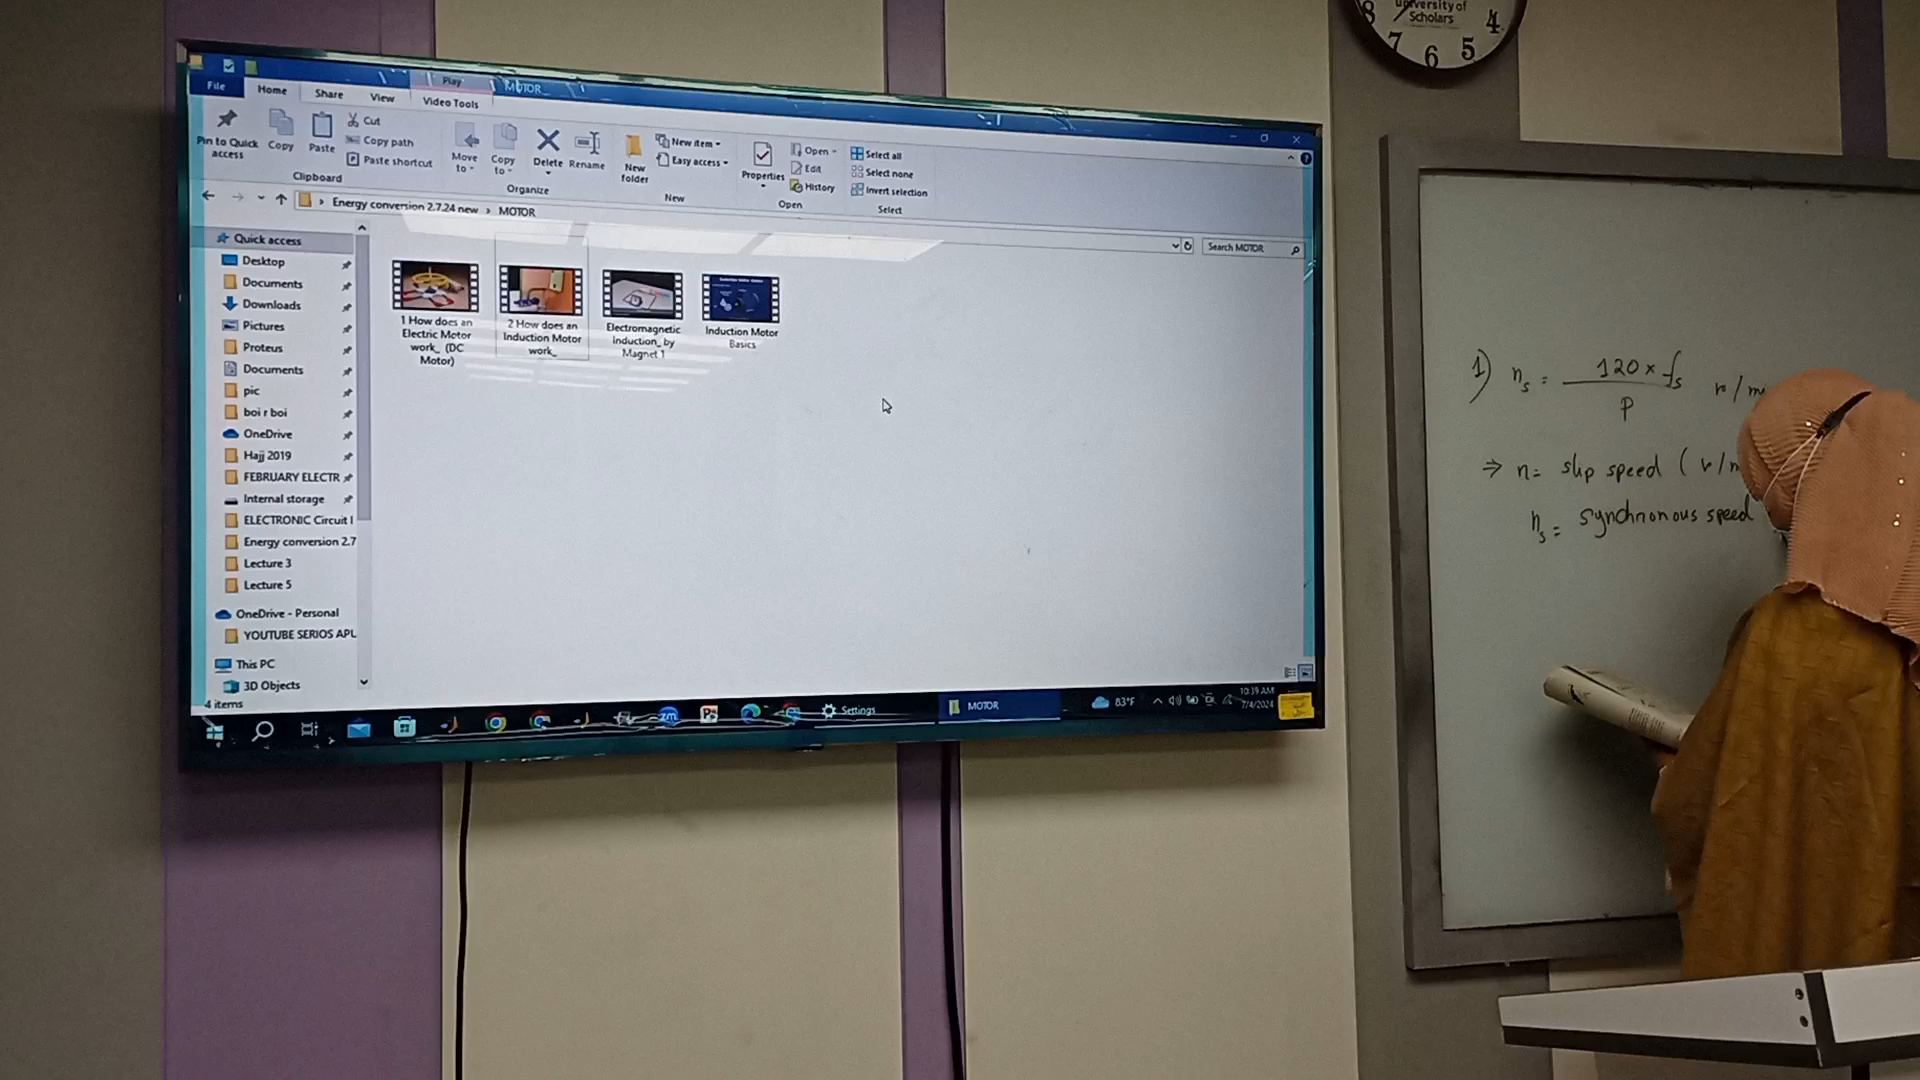 University of
Scholars
8 7 6 5 4
Play
MOTOR
File Home Share View Video Tools
Pin to Quick access
Copy
Paste
Cut
Copy path
Paste shortcut
Clipboard
Move to
Copy to
Delete
Rename
Organize
New folder
New item
Easy access
New
Properties
Open
Edit
History
Open
Select all
Select none
Invert selection
Select
Energy conversion 2.7.24 new > MOTOR
Search MOTOR
Quick access
Desktop
Documents
Downloads
Pictures
Proteus
Documents
pic
boi r boi
OneDrive
Hajj 2019
FEBRUARY ELECTR
Internal storage
ELECTRONIC Circuit I
Energy conversion 2.7
Lecture 3
Lecture 5
OneDrive - Personal
YOUTUBE SERIOS APL
This PC
3D Objects
4 items
1 How does an
Electric Motor
work_ (DC
Motor)
2 How does an
Induction Motor
work_
Electromagnetic
Induction_ by
Magnet 1
Induction Motor
Basics
zm
Settings
MOTOR
83°F
10:39 AM
7/4/2024
1) nₛ = 120 × fₛ / P r/m
⇒ n = slip speed (r/m
nₛ = synchronous speed